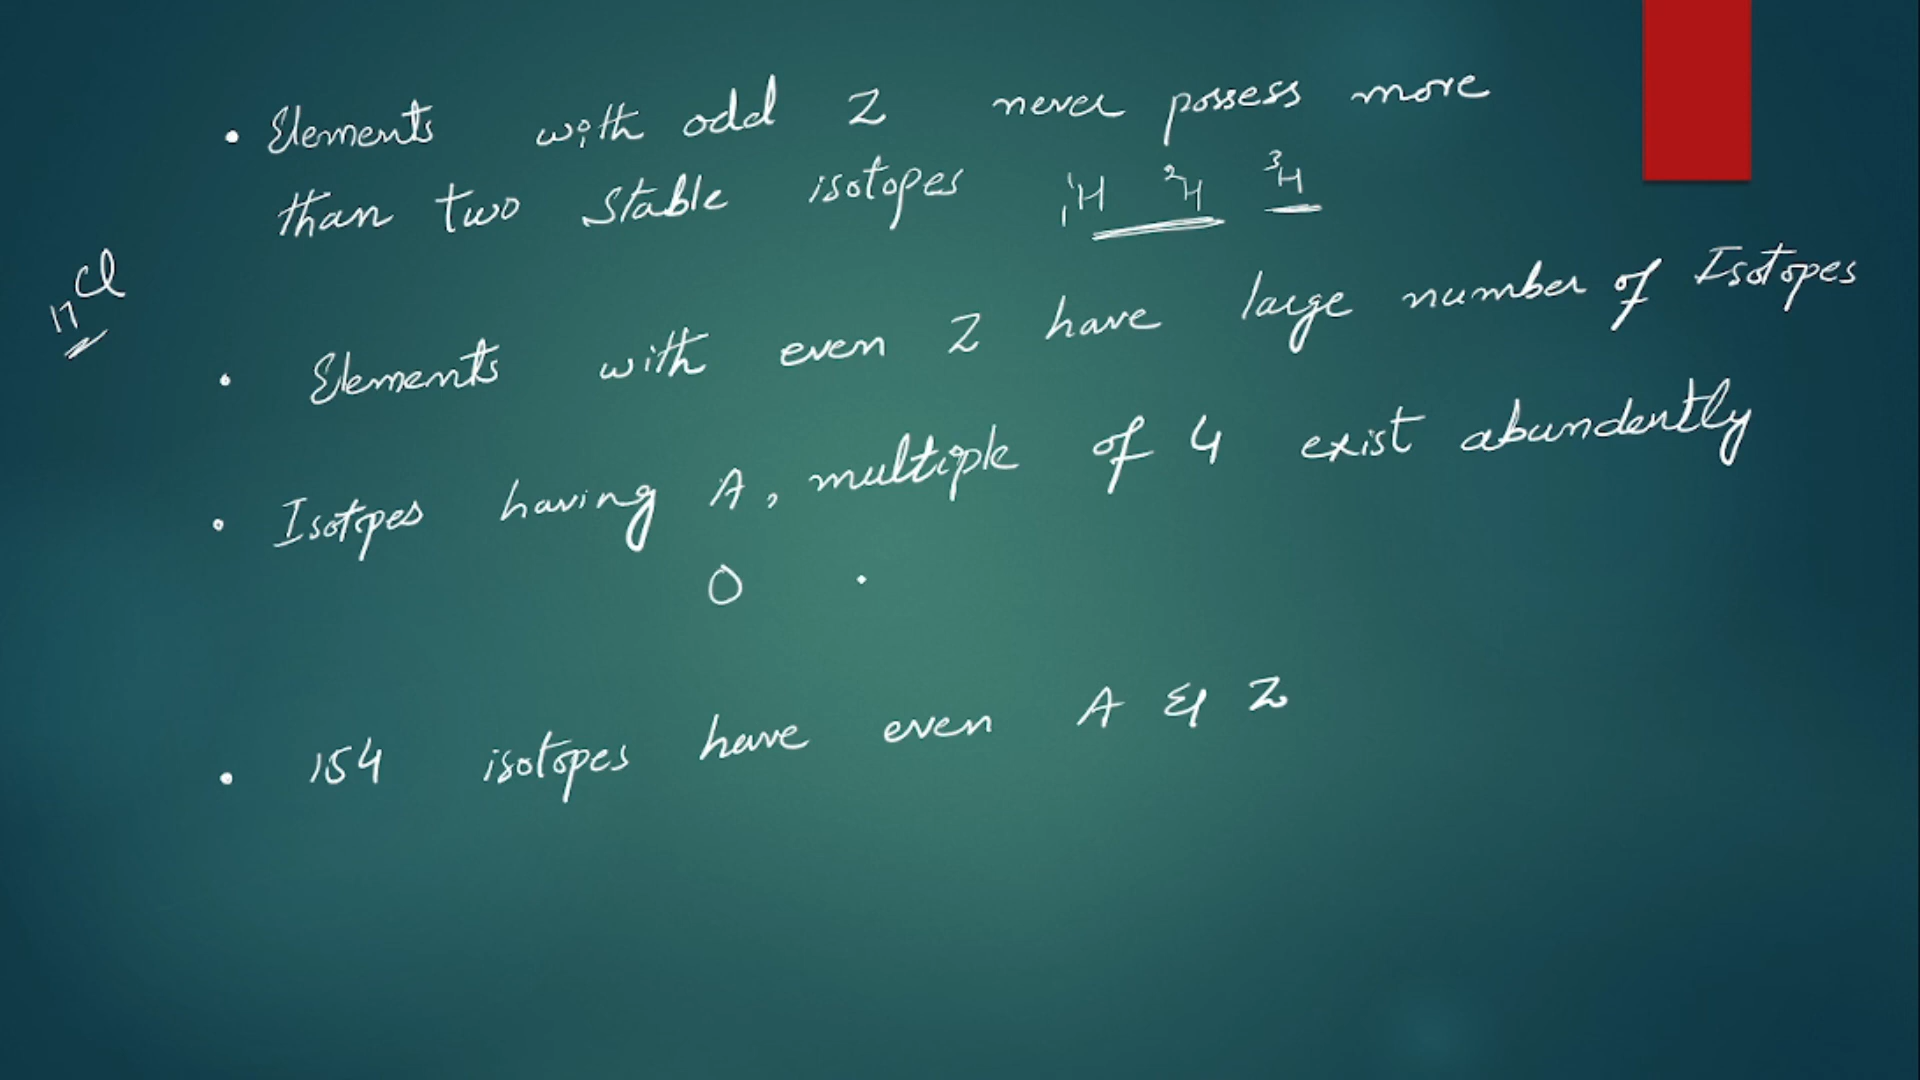 • Elements with odd Z never possess more
than two stable isotopes ¹₁H ²H ³H
₁₇Cl
• Elements with even Z have large number of Isotopes
• Isotopes having A, multiple of 4 exist abundently
O .
• 154 isotopes have even A & Z